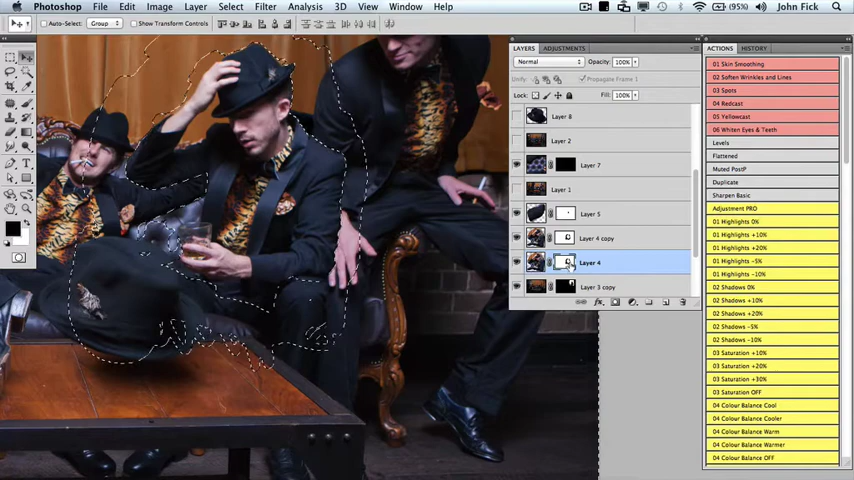 Photoshop File Edit Image Layer Select Filter Analysis 3D View Window Help (95%) John Fick
Auto-Select: Group Show Transform Controls
LAYERS ADJUSTMENTS
Normal Opacity: 100%
Unify: Propagate Frame 1
Lock: Fill: 100%
Layer 8
Layer 2
Layer 7
Layer 1
Layer 5
Layer 4 copy
Layer 4
Layer 3 copy
fx
ACTIONS HISTORY
01 Skin Smoothing
02 Soften Wrinkles and Lines
03 Spots
04 Redcast
05 Yellowcast
06 Whiten Eyes & Teeth
Levels
Flattened
Muted PostP
Duplicate
Sharpen Basic
Adjustment PRO
01 Highlights 0%
01 Highlights +10%
01 Highlights +20%
01 Highlights -5%
01 Highlights -10%
02 Shadows 0%
02 Shadows +10%
02 Shadows +20%
02 Shadows -5%
02 Shadows -10%
03 Saturation +10%
03 Saturation +20%
03 Saturation +30%
03 Saturation OFF
04 Colour Balance Cool
04 Colour Balance Cooler
04 Colour Balance Warm
04 Colour Balance Warmer
04 Colour Balance OFF